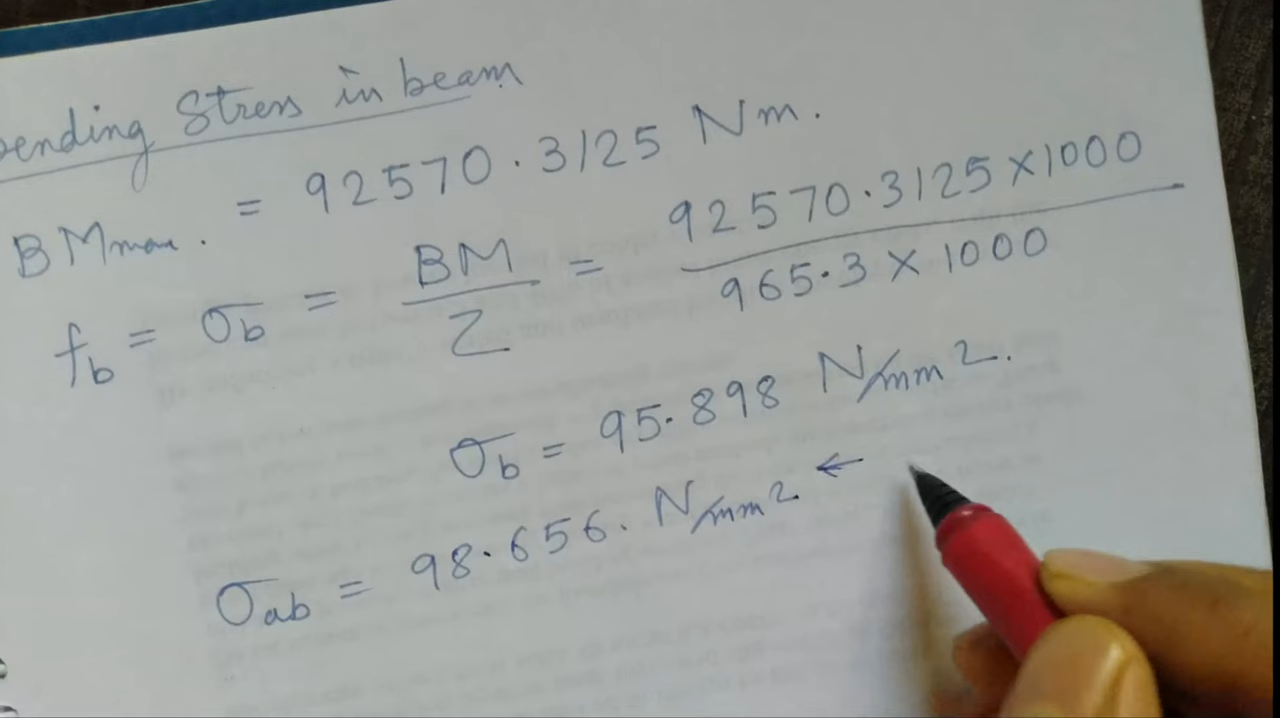 bending Stress in beam
BMmax. = 92570.3125 Nm.
fb = σb = BM/Z = 92570.3125 × 1000 / 965.3 × 1000
σb = 95.898 N/mm².
σab = 98.656. N/mm² ←